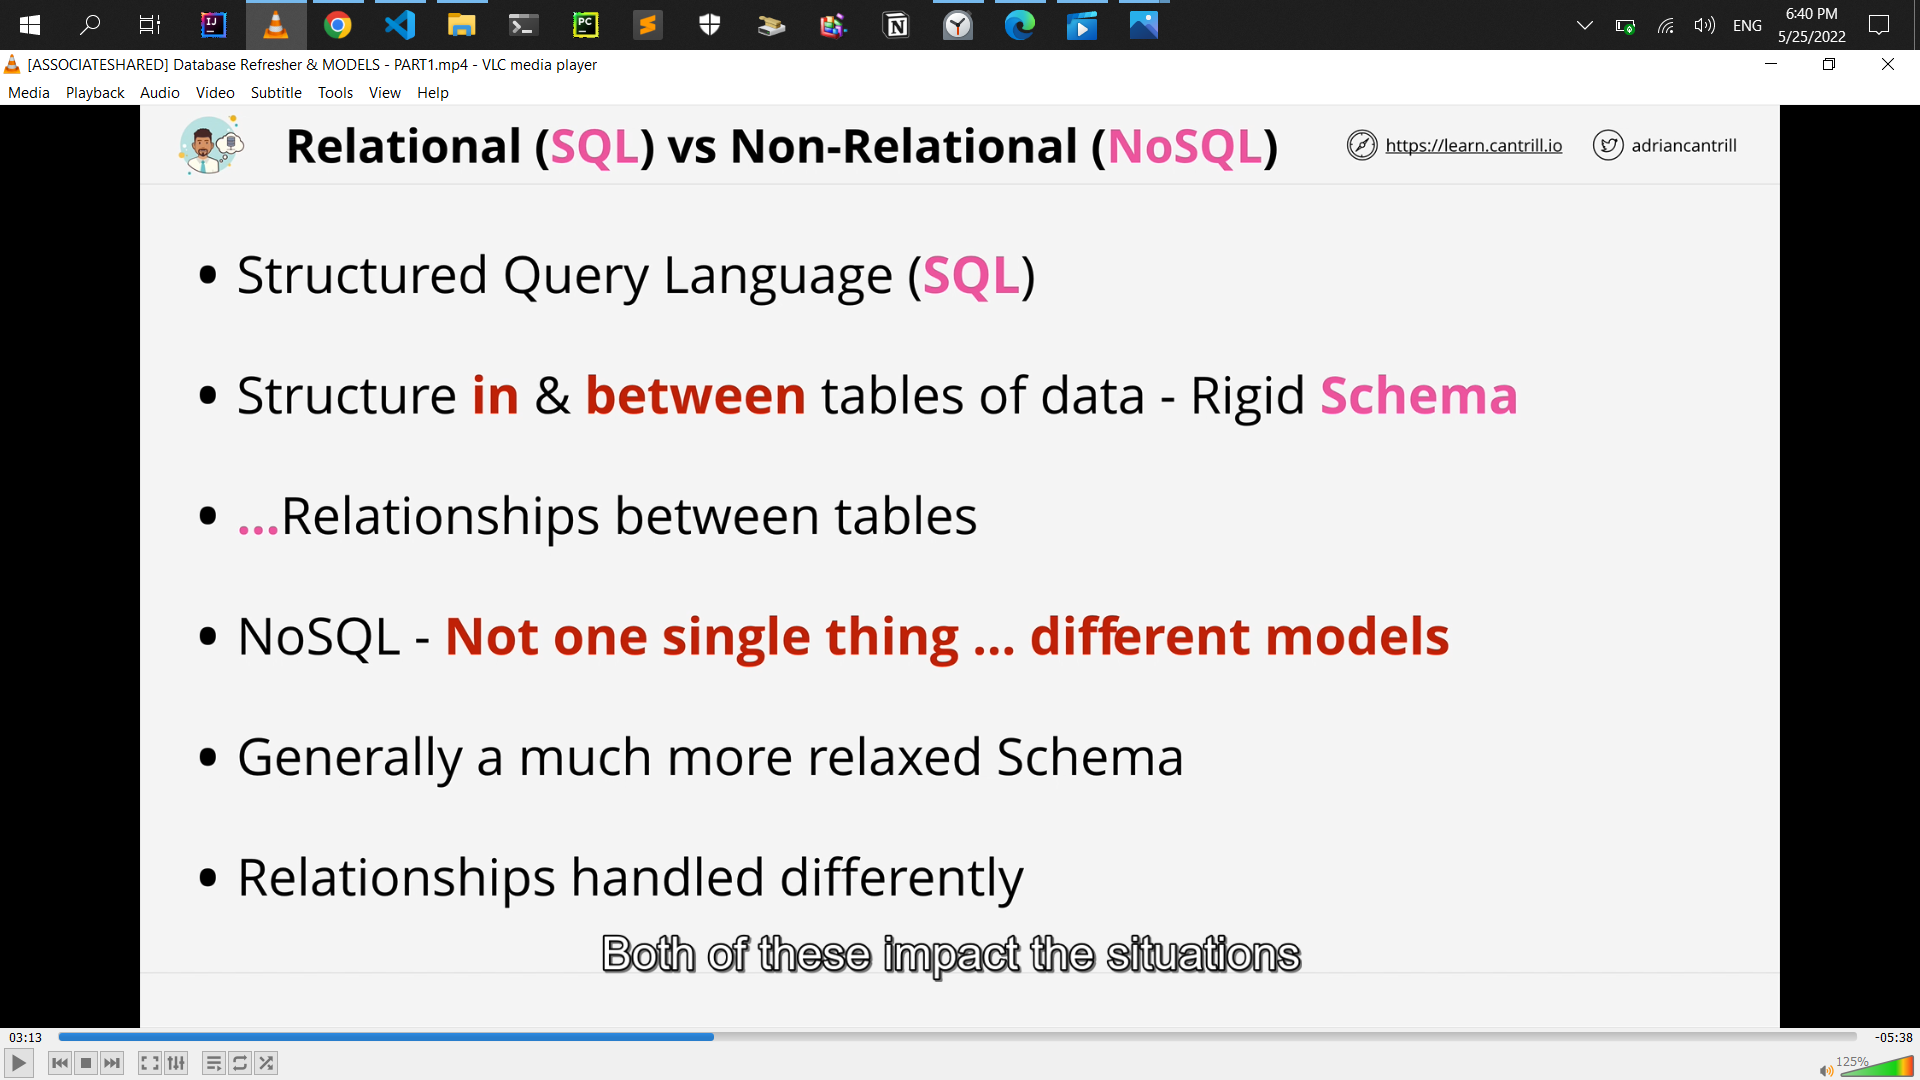 6:40 PM
ENG
5/25/2022
[ASSOCIATESHARED] Database Refresher & MODELS - PART1.mp4 - VLC media player
Media Playback Audio Video Subtitle Tools View Help
Relational (SQL) vs Non-Relational (NoSQL)
https://learn.cantrill.io
adriancantrill
• Structured Query Language (SQL)
• Structure in & between tables of data - Rigid Schema
• ...Relationships between tables
• NoSQL - Not one single thing ... different models
• Generally a much more relaxed Schema
• Relationships handled differently
Both of these impact the situations
03:13
-05:38
125%